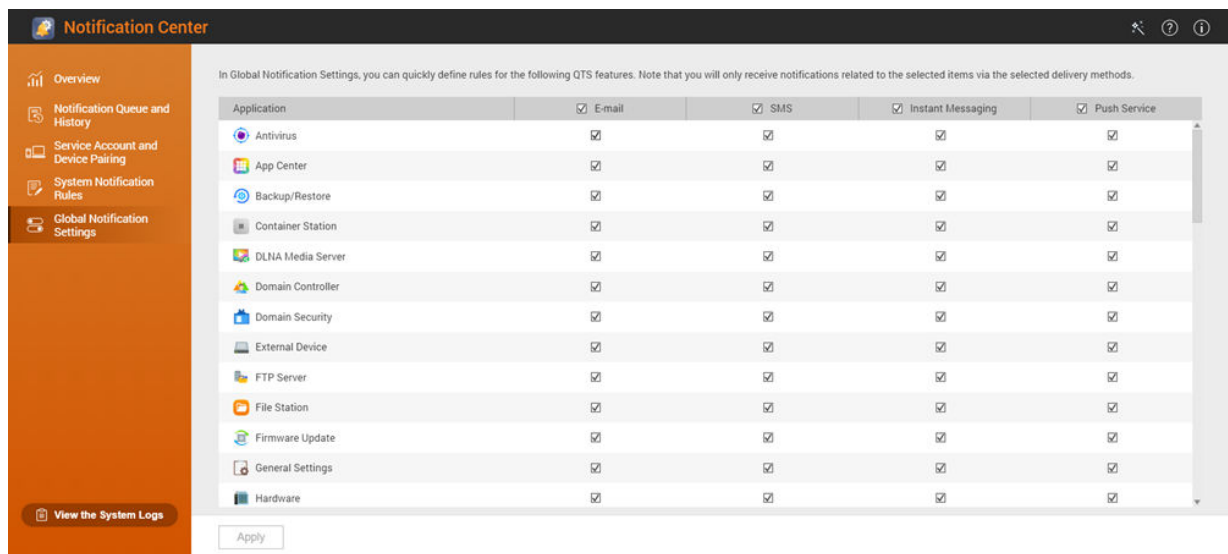 Notification Center
Overview
Notification Queue and
History
Service Account and
Device Pairing
System Notification
Rules
Global Notification
Settings
View the System Logs
In Global Notification Settings, you can quickly define rules for the following QTS features. Note that you will only receive notifications related to the selected items via the selected delivery methods.
Application E-mail SMS Instant Messaging Push Service
Antivirus
App Center
Backup/Restore
Container Station
DLNA Media Server
Domain Controller
Domain Security
External Device
FTP Server
File Station
Firmware Update
General Settings
Hardware
Apply